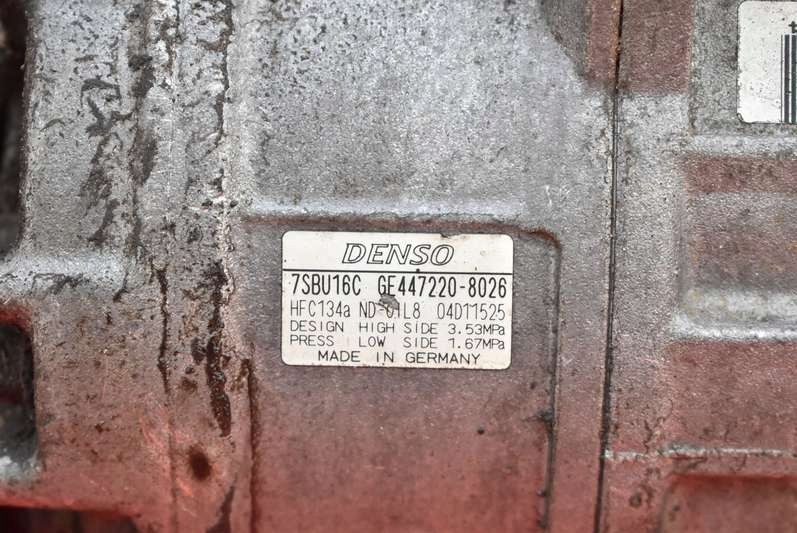 DENSO
7SBU16C GE447220-8026
HFC134a ND-OIL8 04D11525
DESIGN HIGH SIDE 3.53MPa
PRESS LOW SIDE 1.67MPa
MADE IN GERMANY